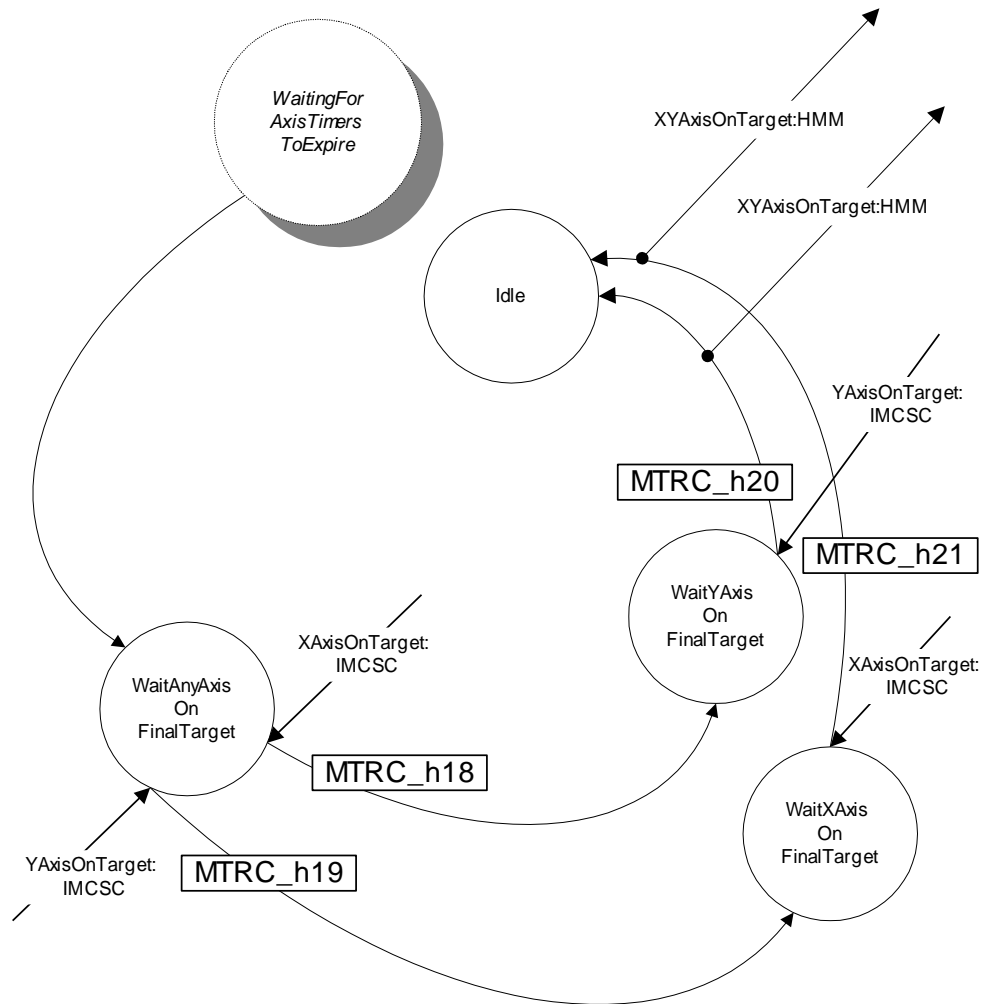 WaitingFor
AxisTimers
ToExpire
XYAxisOnTarget:HMM
XYAxisOnTarget:HMM
Idle
YAxisOnTarget:
IMCSC
MTRC_h20
MTRC_h21
WaitYAxis
On
FinalTarget
XAxisOnTarget:
IMCSC
XAxisOnTarget:
IMCSC
WaitAnyAxis
On
FinalTarget
MTRC_h18
WaitXAxis
On
FinalTarget
YAxisOnTarget:
IMCSC
MTRC_h19